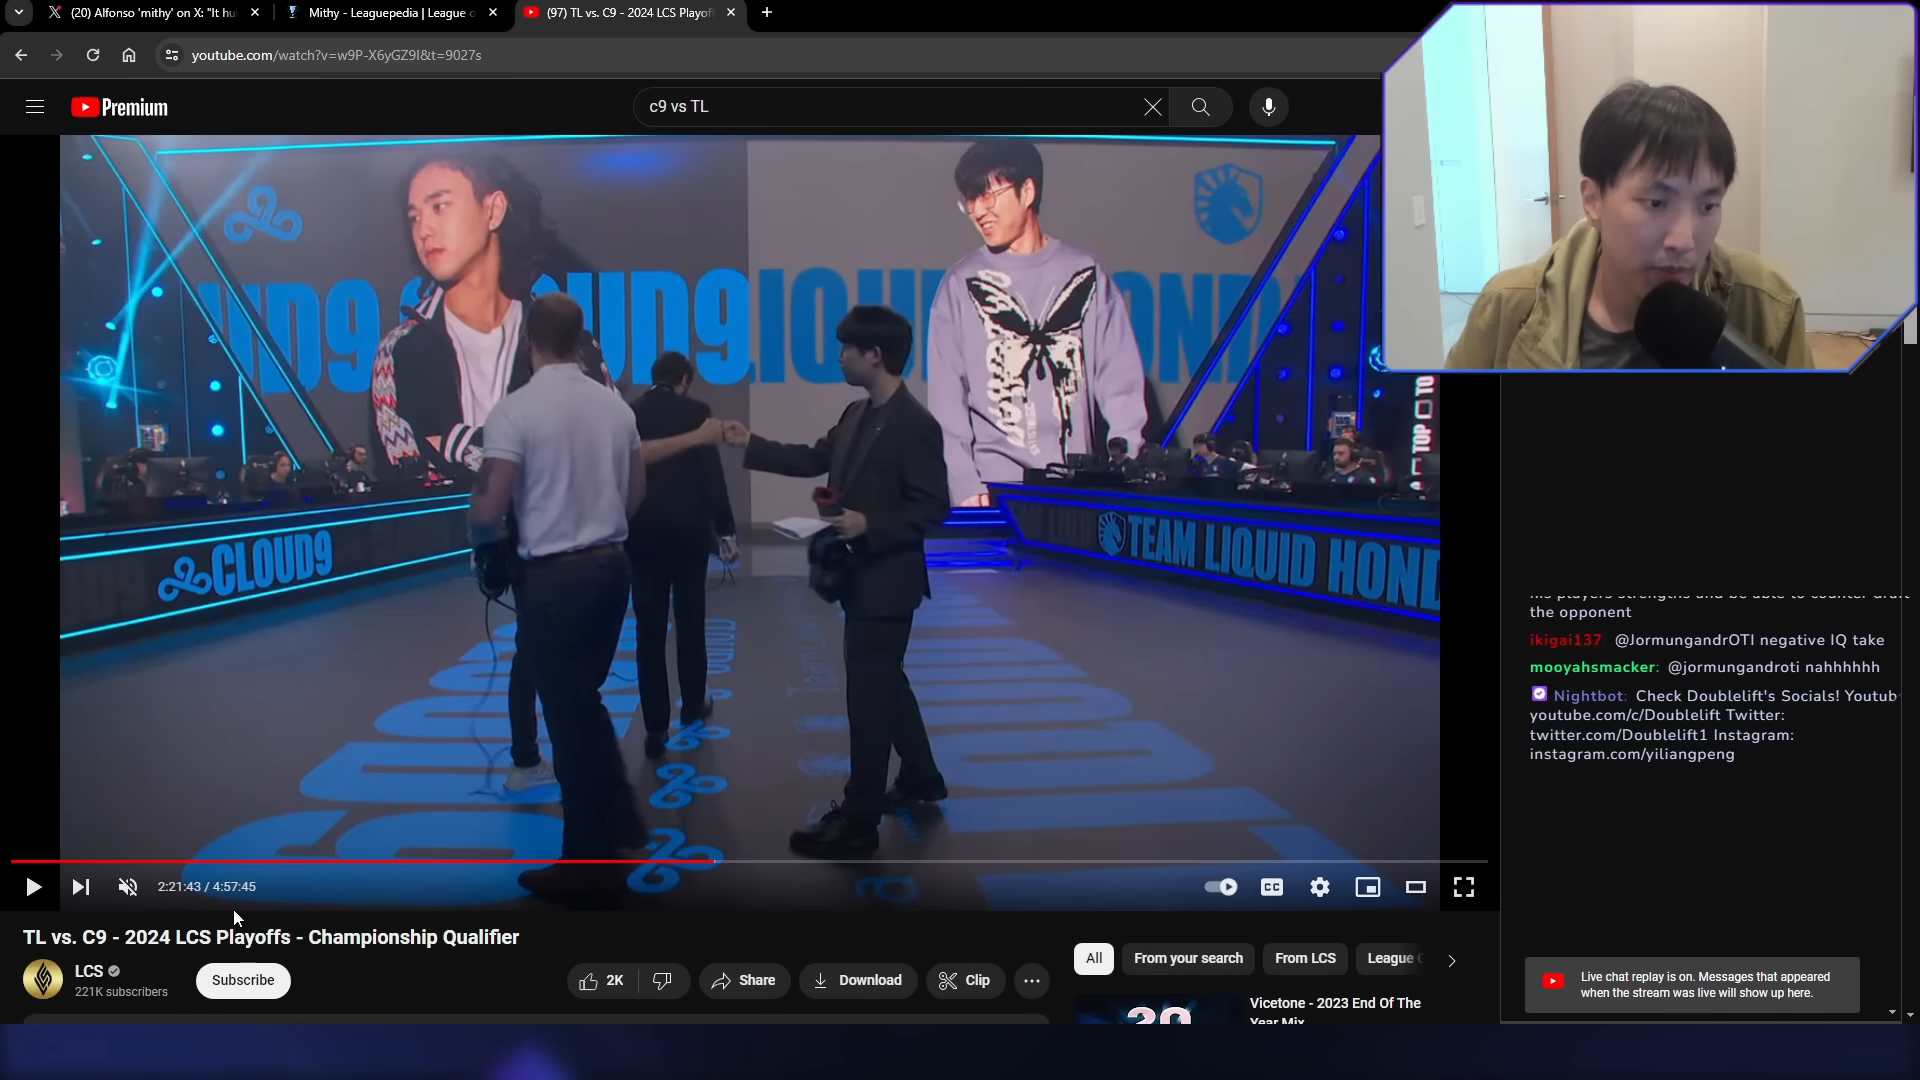 (20) Alfonso 'mithy' on X: "It hu
Mithy - Leaguepedia | League o
(97) TL vs. C9 - 2024 LCS Playof
youtube.com/watch?v=w9P-X6yGZ9I&t=9027s
Premium
c9 vs TL
CLOUD9
TEAM LIQUID HOND
TOP
the opponent
ikigai137: @JormungandrOTI negative IQ take
mooyahsmacker: @jormungandroti nahhhhhh
Nightbot: Check Doublelift's Socials! Youtub
youtube.com/c/Doublelift Twitter:
twitter.com/Doublelift1 Instagram:
instagram.com/yiliangpeng
2:21:43 / 4:57:45
CC
TL vs. C9 - 2024 LCS Playoffs - Championship Qualifier
LCS
221K subscribers
Subscribe
2K
Share
Download
Clip
All
From your search
From LCS
League
Vicetone - 2023 End Of The
Year Mix
Live chat replay is on. Messages that appeared
when the stream was live will show up here.